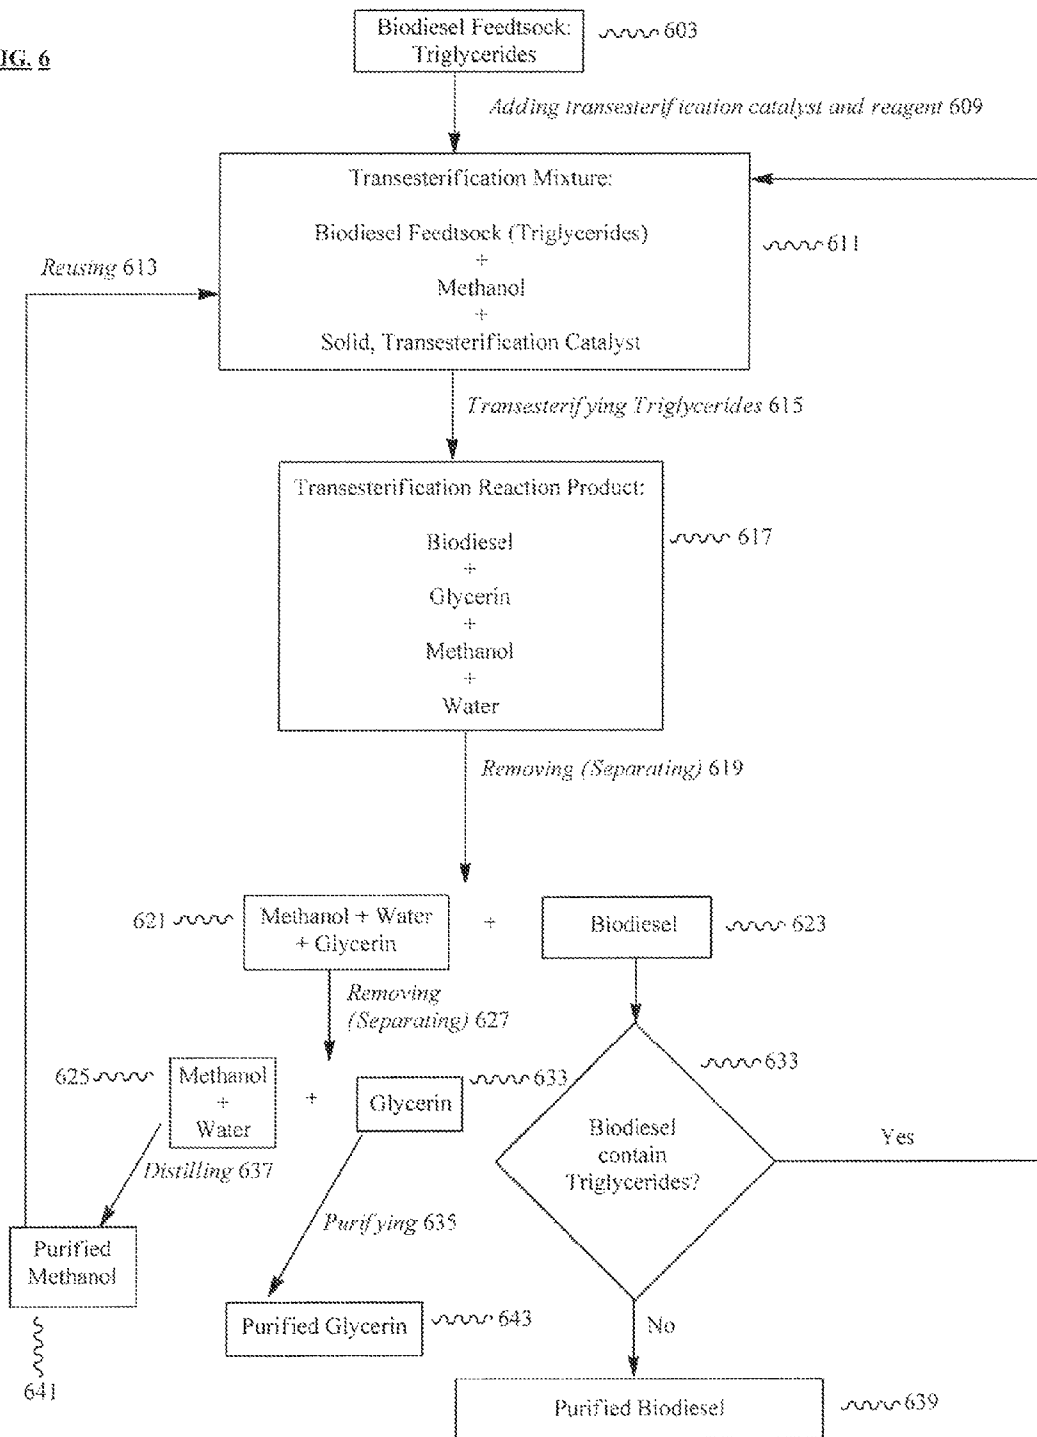 IG. 6
Biodiesel Feedtsock:
Triglycerides
603
Adding transesterification catalyst and reagent 609
Transesterification Mixture:
Biodiesel Feedtsock (Triglycerides)
+
Methanol
+
Solid, Transesterification Catalyst
611
Reusing 613
Transesterifying Triglycerides 615
Transesterification Reaction Product:
Biodiesel
+
Glycerin
+
Methanol
+
Water
617
Removing (Separating) 619
621
Methanol + Water
+ Glycerin
+
Biodiesel
623
Removing
(Separating) 627
625
Methanol
+
Water
+
Glycerin
633
633
Biodiesel
contain
Triglycerides?
Yes
Distilling 637
Purifying 635
Purified
Methanol
641
Purified Glycerin
643
No
Purified Biodiesel
639